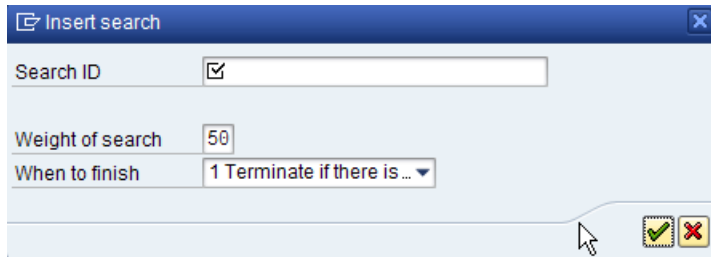 Insert search
Search ID
Weight of search 50
When to finish 1 Terminate if there is...